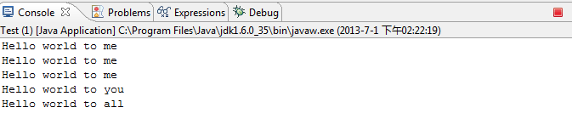 Console Problems Expressions Debug
Test (1) [Java Application] C:\Program Files\Java\jdk1.6.0_35\bin\javaw.exe (2013-7-1 下午02:22:19)
Hello world to me
Hello world to me
Hello world to me
Hello world to you
Hello world to all